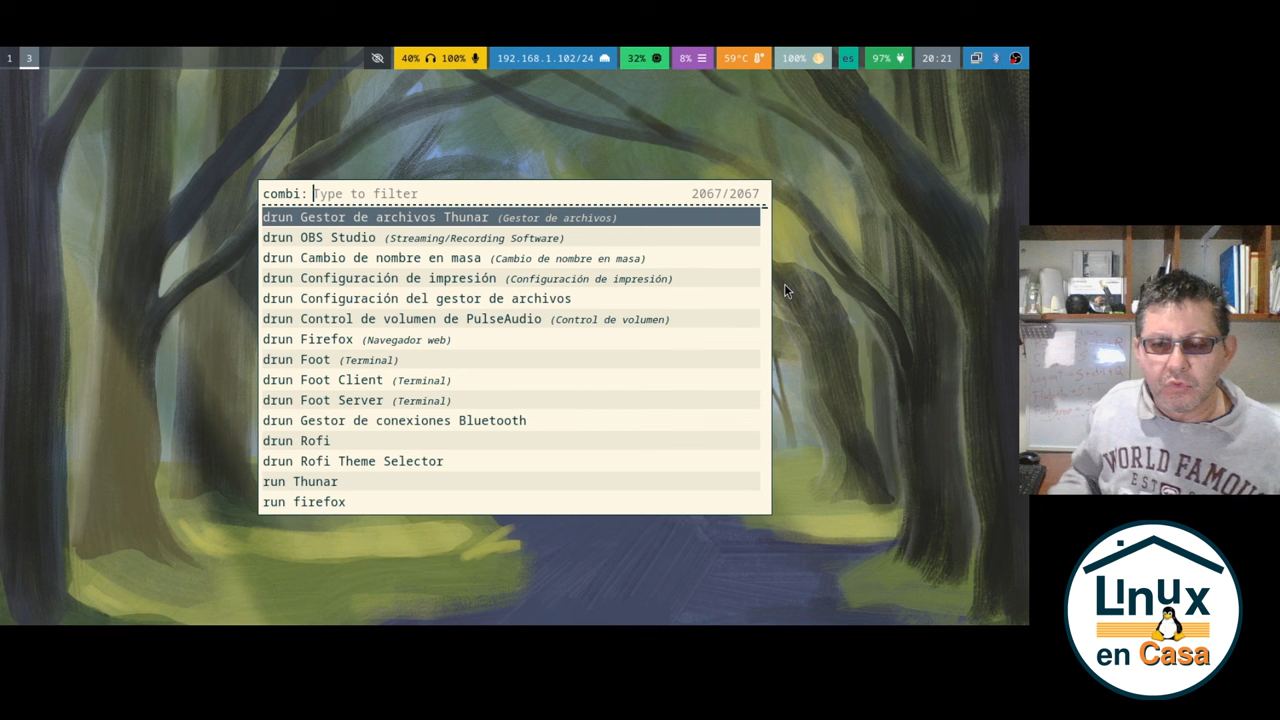 1 3 40% 100% 192.168.1.102/24 32% 8% 59°C 100% es 97% 20:21
combi: Type to filter 2067/2067
drun Gestor de archivos Thunar (Gestor de archivos)
drun OBS Studio (Streaming/Recording Software)
drun Cambio de nombre en masa (Cambio de nombre en masa)
drun Configuración de impresión (Configuración de impresión)
drun Configuración del gestor de archivos
drun Control de volumen de PulseAudio (Control de volumen)
drun Firefox (Navegador web)
drun Foot (Terminal)
drun Foot Client (Terminal)
drun Foot Server (Terminal)
drun Gestor de conexiones Bluetooth
drun Rofi
drun Rofi Theme Selector
run Thunar
run firefox
WORLD FAMOU
EST
Linux
en Casa